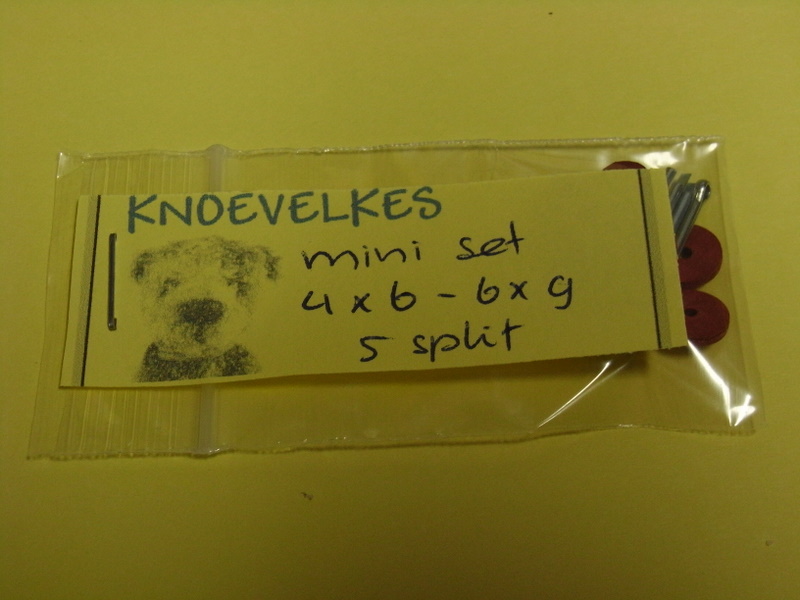 KNOEVELKES
mini set
4 x 6 - 6 x 9
5 split